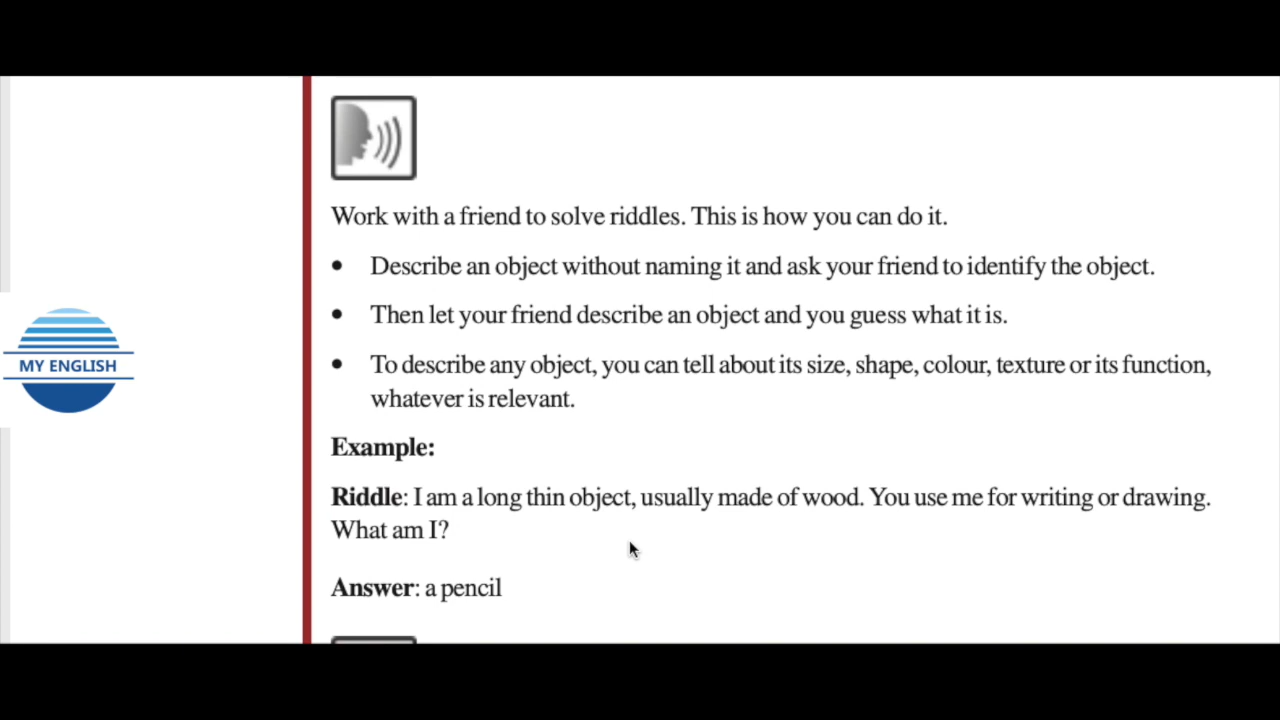 Work with a friend to solve riddles. This is how you can do it.
• Describe an object without naming it and ask your friend to identify the object.
• Then let your friend describe an object and you guess what it is.
• To describe any object, you can tell about its size, shape, colour, texture or its function,
whatever is relevant.
MY ENGLISH
Example:
Riddle: I am a long thin object, usually made of wood. You use me for writing or drawing.
What am I?
Answer: a pencil